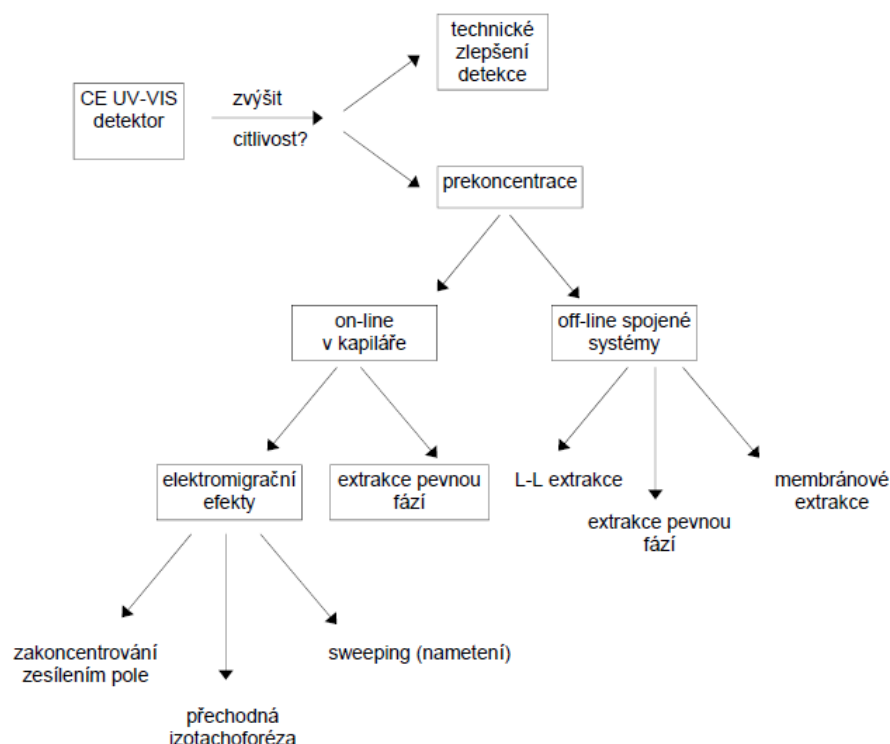 technické
zlepšení
detekce
CE UV-VIS
detektor
zvýšit
citlivost?
prekoncentrace
on-line
v kapiláře
off-line spojené
systémy
elektromigrační
efekty
extrakce pevnou
fází
L-L extrakce
extrakce pevnou
fází
membránové
extrakce
zakoncentrování
zesílením pole
přechodná
izotachoforéza
sweeping (nametení)